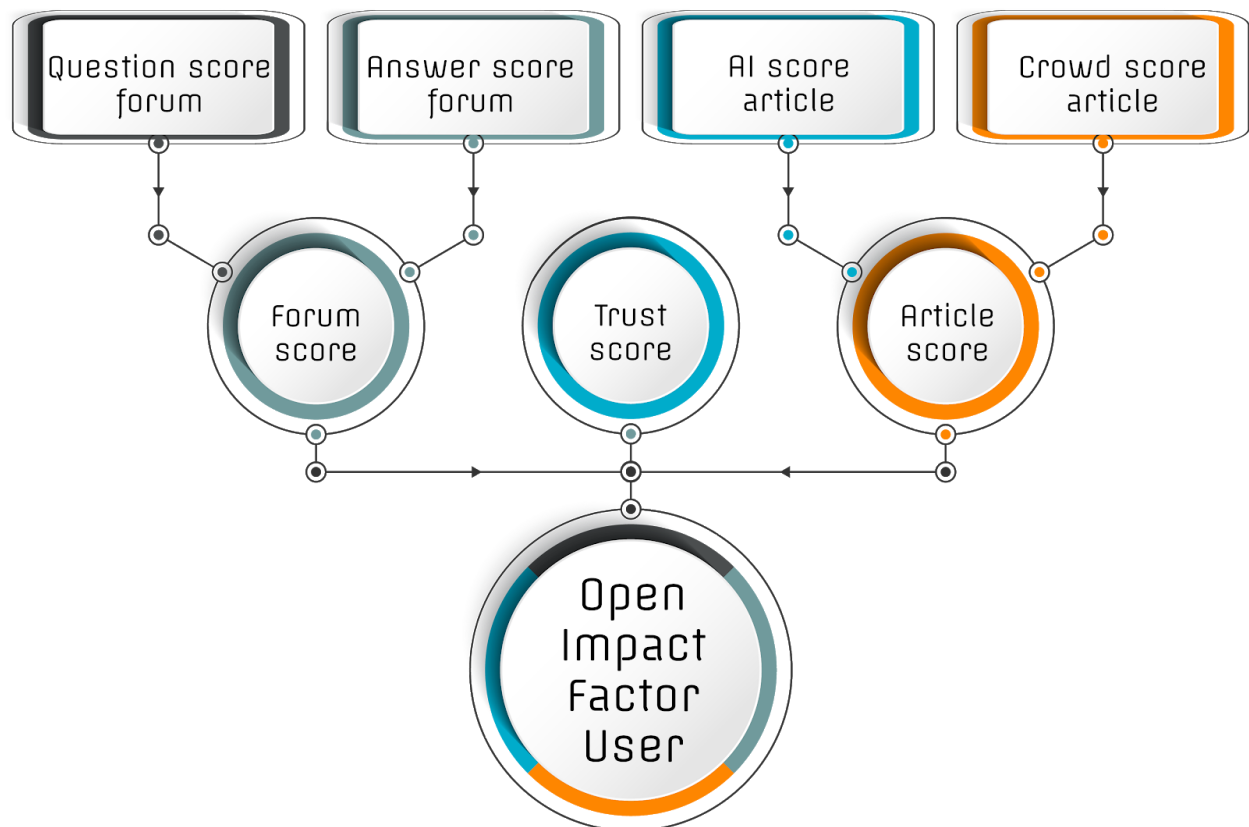 Question score
forum
Answer score
forum
AI score
article
Crowd score
article
Forum
score
Trust
score
Article
score
Open
Impact
Factor
User